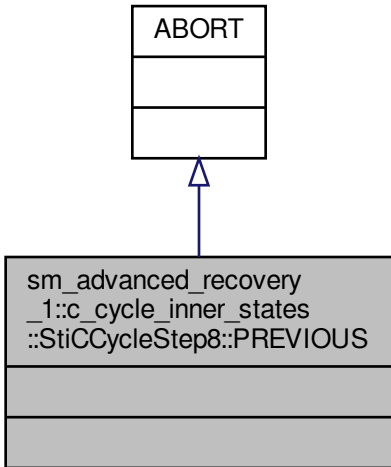 ABORT
sm_advanced_recovery
_1::c_cycle_inner_states
::StiCCycleStep8::PREVIOUS